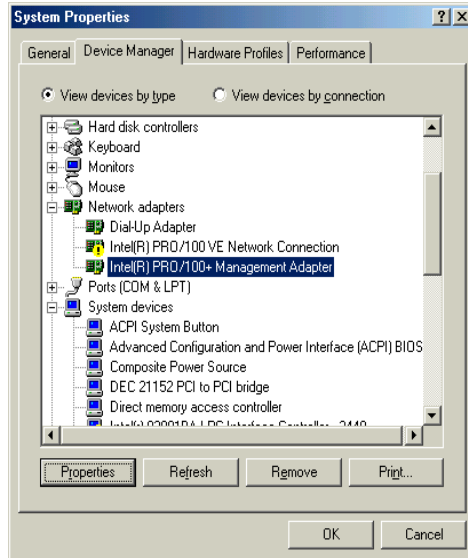 System Properties
General Device Manager Hardware Profiles Performance
View devices by type View devices by connection
Hard disk controllers
Keyboard
Monitors
Mouse
Network adapters
Dial-Up Adapter
Intel(R) PRO/100 VE Network Connection
Intel(R) PRO/100+ Management Adapter
Ports (COM & LPT)
System devices
ACPI System Button
Advanced Configuration and Power Interface (ACPI) BIOS
Composite Power Source
DEC 21152 PCI to PCI bridge
Direct memory access controller
Properties Refresh Remove Print...
OK Cancel